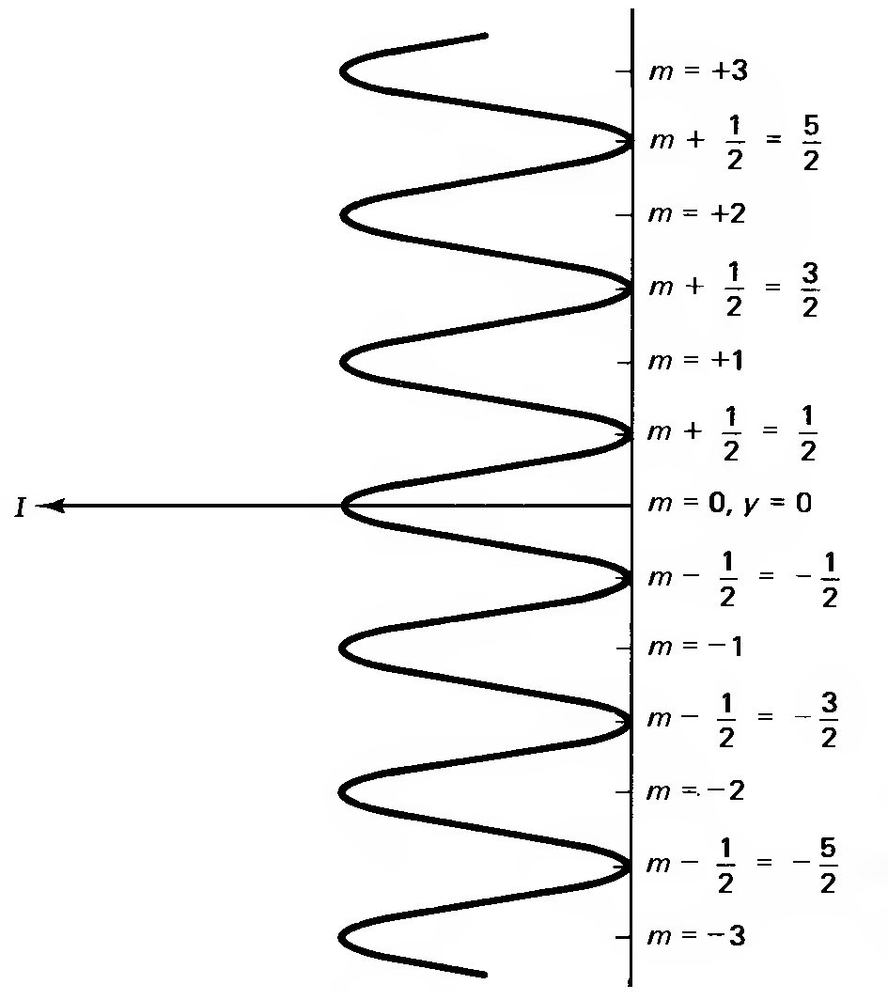 m = +3
m + 1/2 = 5/2
m = +2
m + 1/2 = 3/2
m = +1
m + 1/2 = 1/2
I
m = 0, y = 0
m − 1/2 = −1/2
m = −1
m − 1/2 = −3/2
m = −2
m − 1/2 = −5/2
m = −3